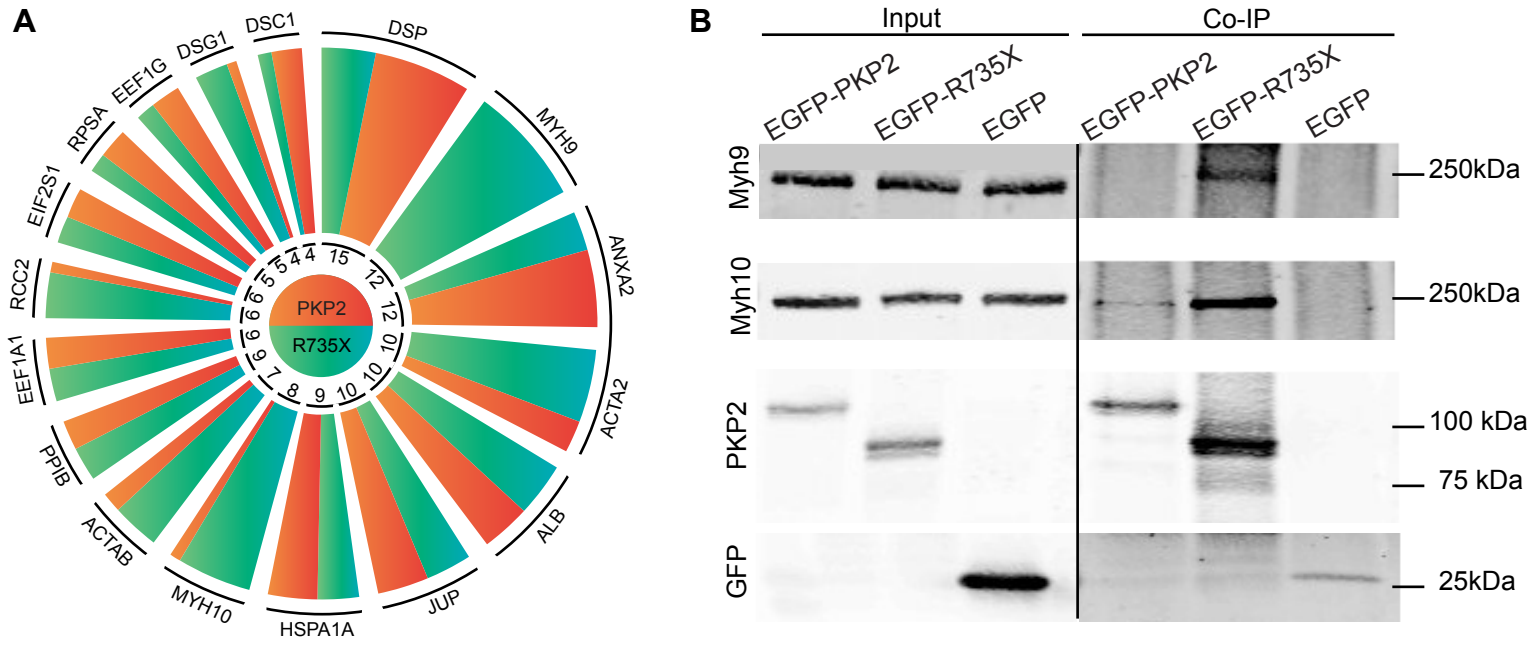 A
DSP
MYH9
ANXA2
ACTA2
ALB
JUP
HSPA1A
MYH10
ACTAB
PPIB
EEF1A1
RCC2
EIF2S1
RPSA
EEF1G
DSG1
DSC1
15
12
12
10
10
10
9
8
7
6
6
6
6
5
5
4
4
PKP2
R735X
B
Input
Co-IP
EGFP-PKP2
EGFP-R735X
EGFP
EGFP-PKP2
EGFP-R735X
EGFP
Myh9
250kDa
Myh10
250kDa
PKP2
100 kDa
75 kDa
GFP
25kDa